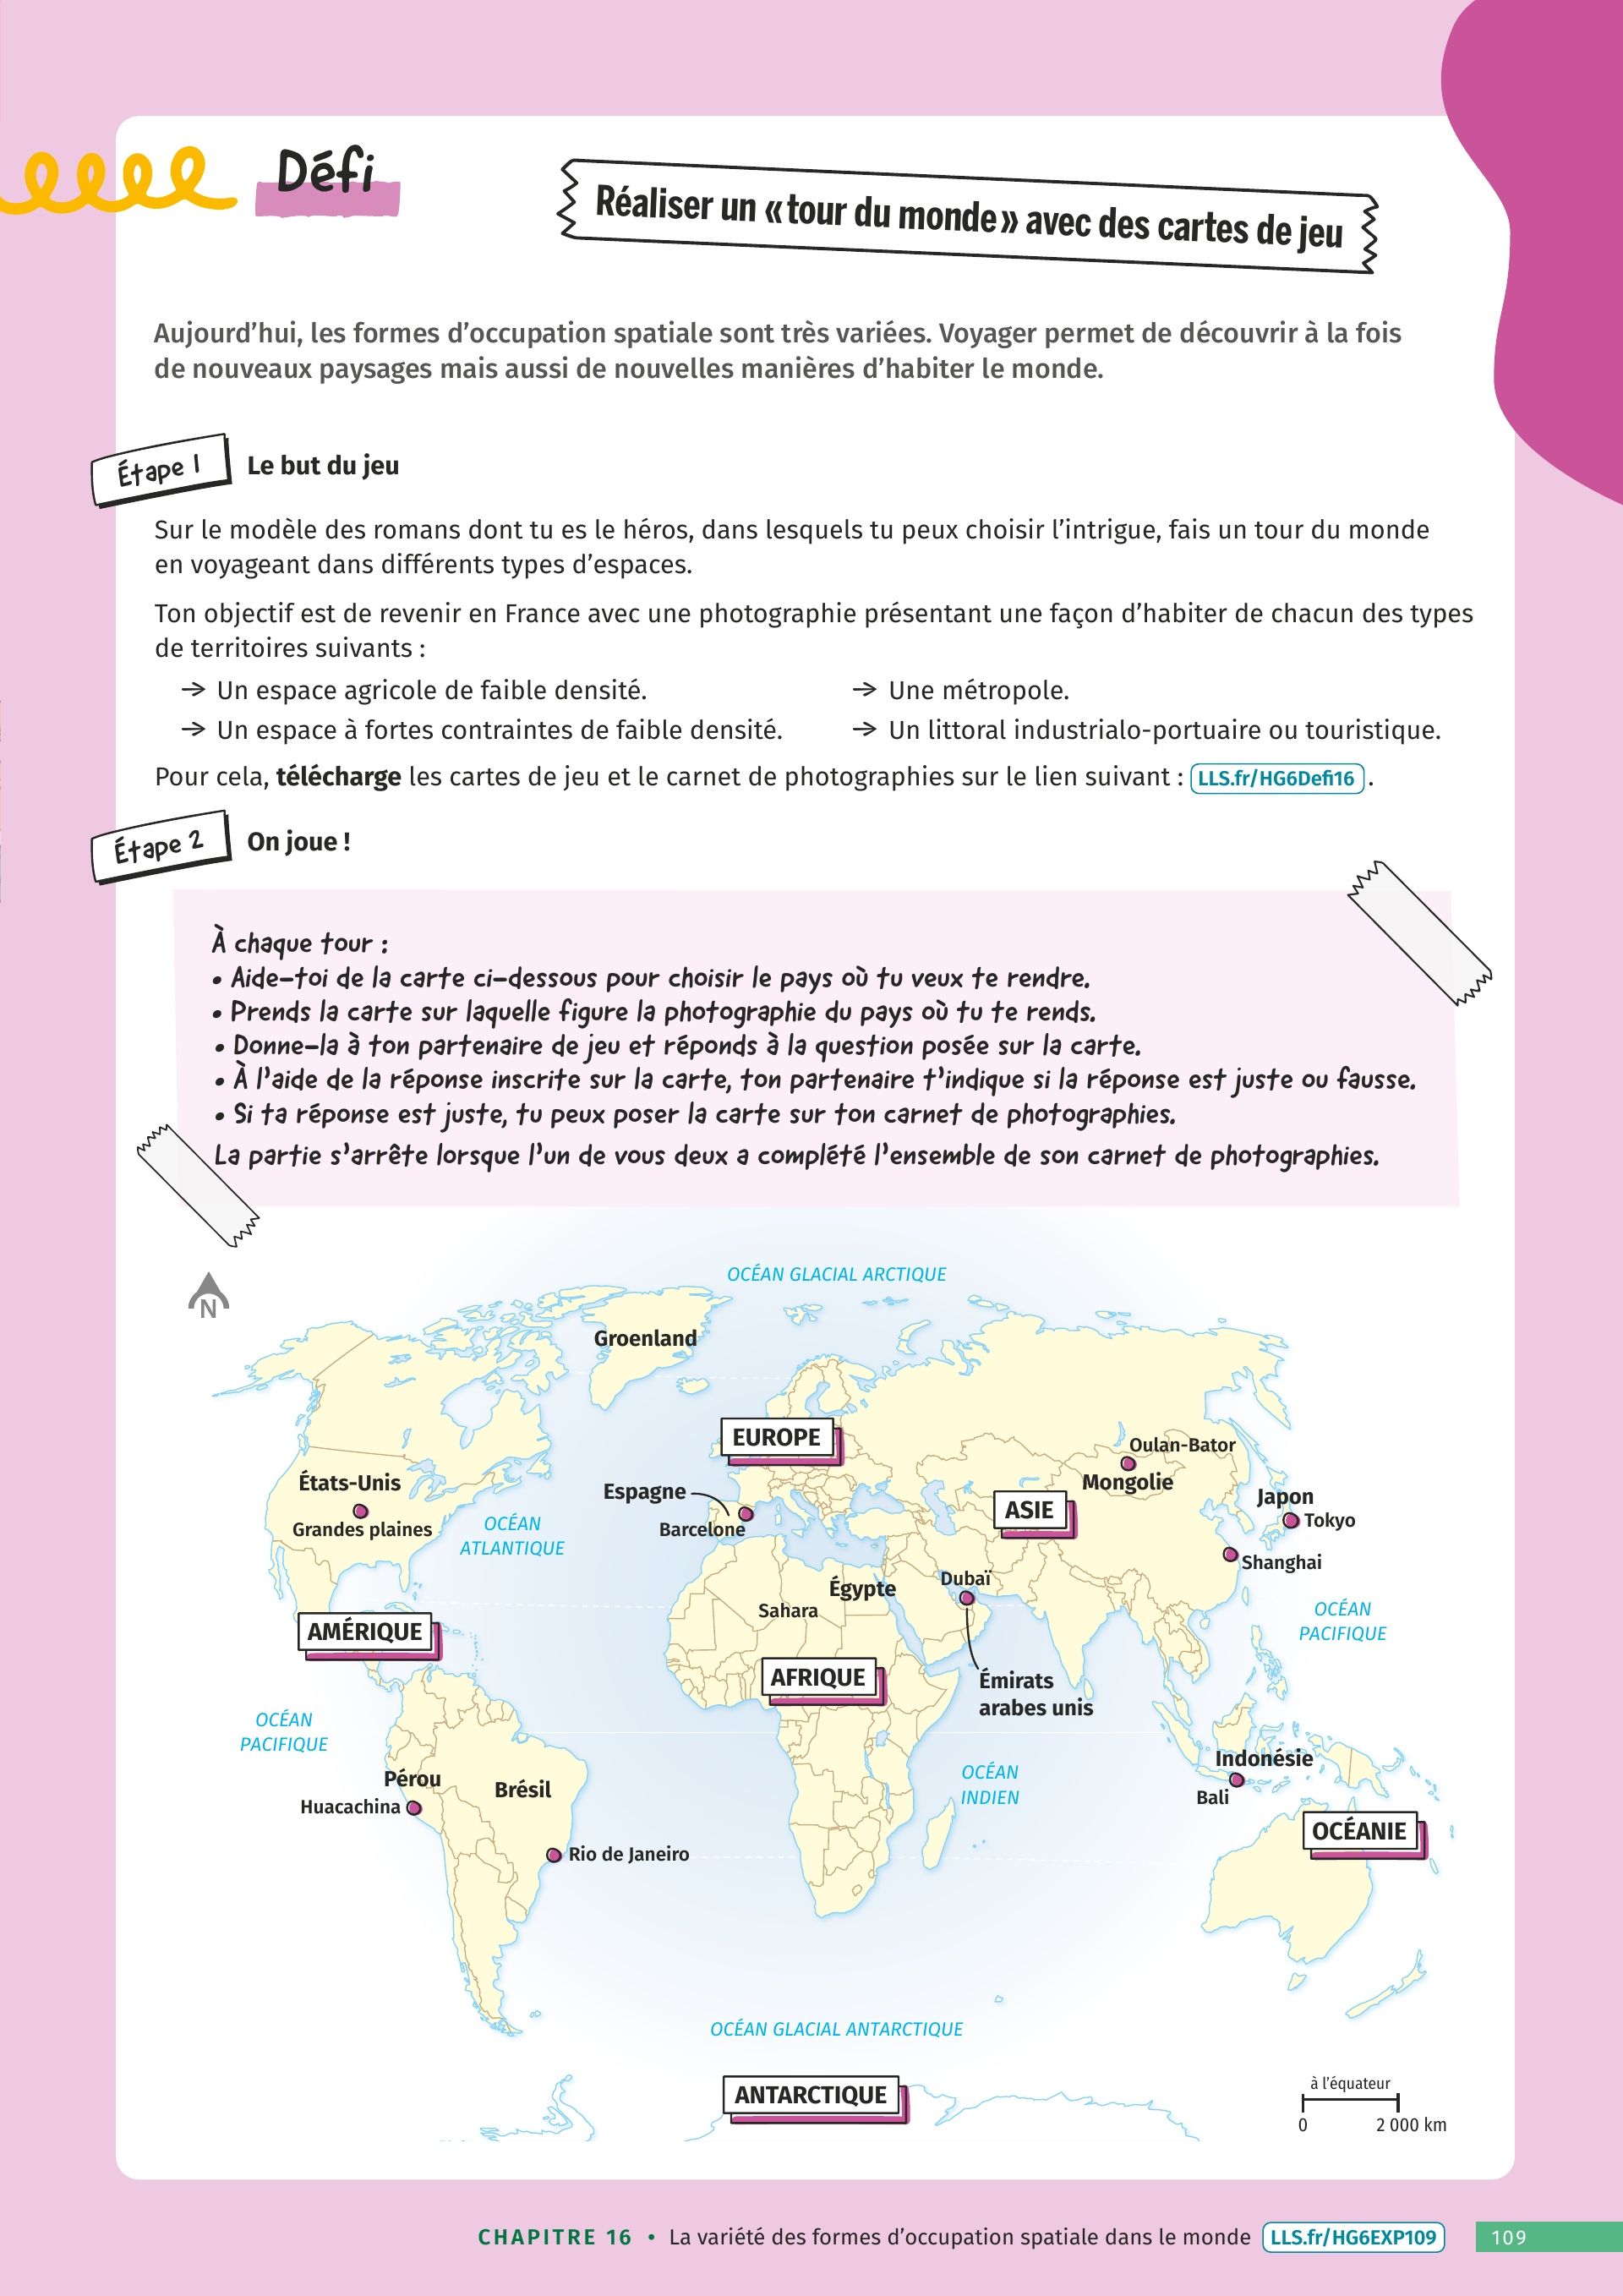 Défi
Réaliser un « tour du monde » avec des cartes de jeu
Aujourd’hui, les formes d’occupation spatiale sont très variées. Voyager permet de découvrir à la fois
de nouveaux paysages mais aussi de nouvelles manières d’habiter le monde.
Étape 1
Le but du jeu
Sur le modèle des romans dont tu es le héros, dans lesquels tu peux choisir l’intrigue, fais un tour du monde
en voyageant dans différents types d’espaces.
Ton objectif est de revenir en France avec une photographie présentant une façon d’habiter de chacun des types
de territoires suivants :
→ Un espace agricole de faible densité.
→ Une métropole.
→ Un espace à fortes contraintes de faible densité.
→ Un littoral industrialo-portuaire ou touristique.
Pour cela, télécharge les cartes de jeu et le carnet de photographies sur le lien suivant : LLS.fr/HG6Defi16 .
Étape 2
On joue !
À chaque tour :
• Aide-toi de la carte ci-dessous pour choisir le pays où tu veux te rendre.
• Prends la carte sur laquelle figure la photographie du pays où tu te rends.
• Donne-la à ton partenaire de jeu et réponds à la question posée sur la carte.
• À l’aide de la réponse inscrite sur la carte, ton partenaire t’indique si la réponse est juste ou fausse.
• Si ta réponse est juste, tu peux poser la carte sur ton carnet de photographies.
La partie s’arrête lorsque l’un de vous deux a complété l’ensemble de son carnet de photographies.
OCÉAN GLACIAL ARCTIQUE
N
Groenland
EUROPE
Oulan-Bator
Mongolie
États-Unis
Grandes plaines
Espagne
Barcelone
ASIE
Japon
Tokyo
OCÉAN
ATLANTIQUE
Shanghai
Égypte
Dubaï
Sahara
OCÉAN
PACIFIQUE
AMÉRIQUE
AFRIQUE
Émirats
arabes unis
OCÉAN
PACIFIQUE
Indonésie
Bali
Pérou
Huacachina
Brésil
OCÉAN
INDIEN
OCÉANIE
Rio de Janeiro
OCÉAN GLACIAL ANTARCTIQUE
ANTARCTIQUE
à l’équateur
0 2 000 km
CHAPITRE 16 • La variété des formes d’occupation spatiale dans le monde LLS.fr/HG6EXP109 109